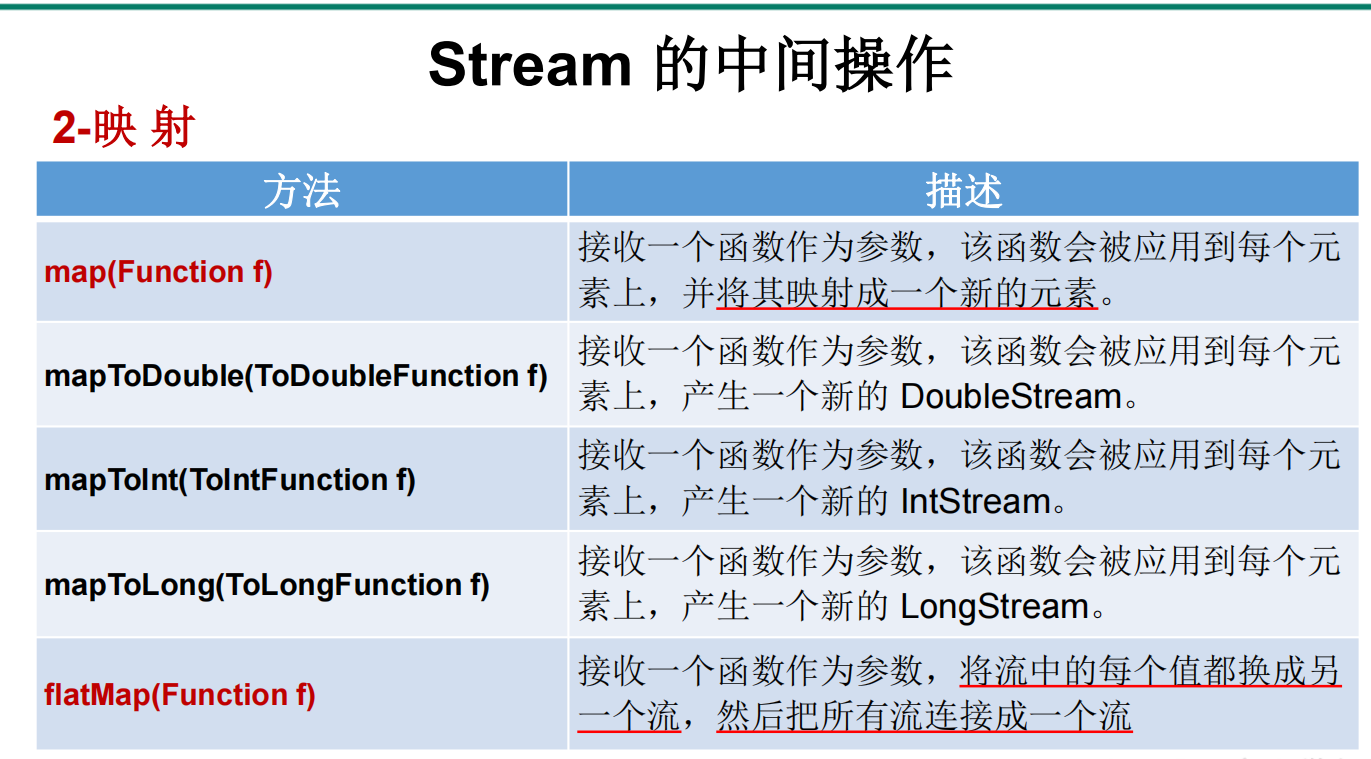 Stream 的中间操作
2-映 射
方法
描述
map(Function f)
接收一个函数作为参数，该函数会被应用到每个元
素上，并将其映射成一个新的元素。
mapToDouble(ToDoubleFunction f)
接收一个函数作为参数，该函数会被应用到每个元
素上，产生一个新的 DoubleStream。
mapToInt(ToIntFunction f)
接收一个函数作为参数，该函数会被应用到每个元
素上，产生一个新的 IntStream。
mapToLong(ToLongFunction f)
接收一个函数作为参数，该函数会被应用到每个元
素上，产生一个新的 LongStream。
flatMap(Function f)
接收一个函数作为参数，将流中的每个值都换成另
一个流，然后把所有流连接成一个流